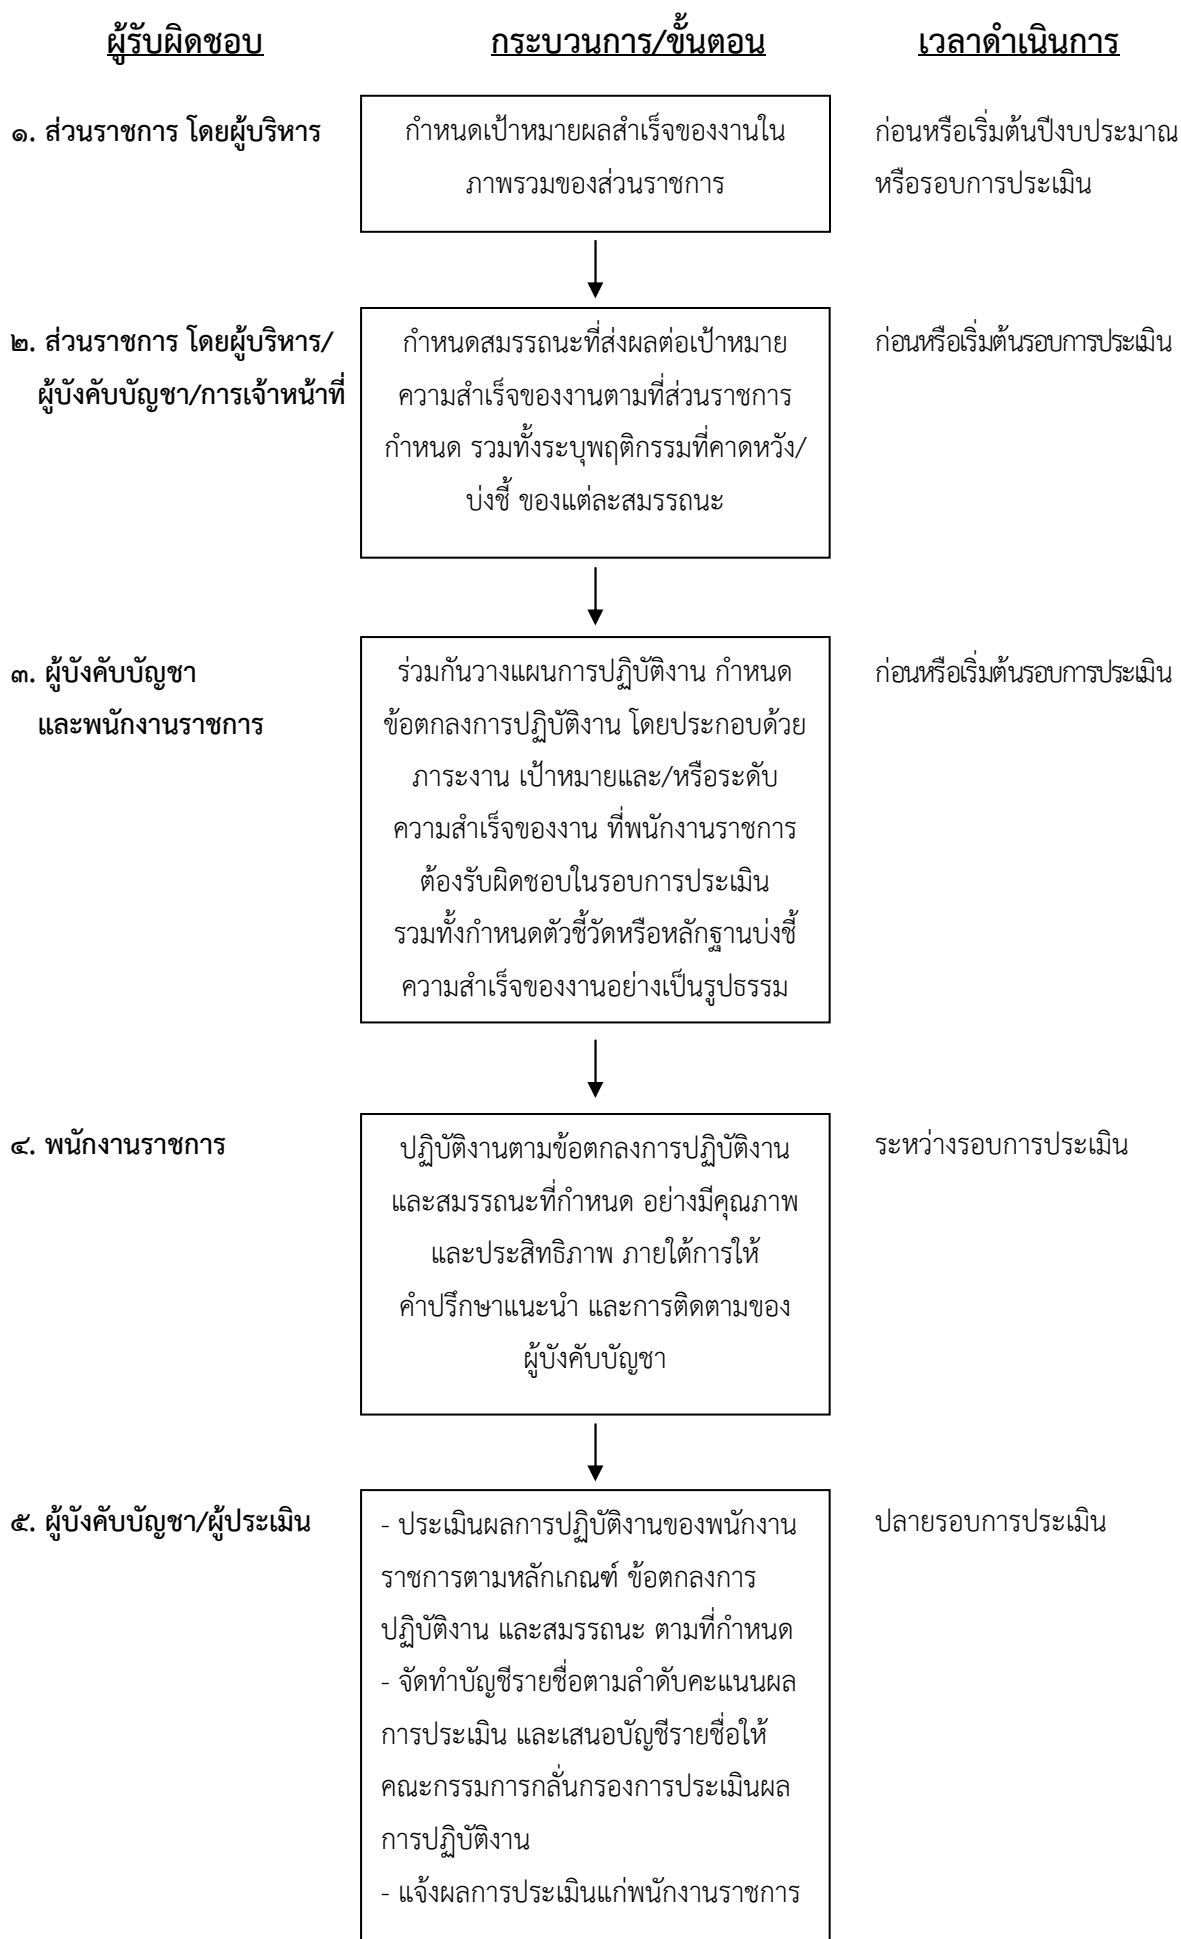 ผู้รับผิดชอบ กระบวนการ/ขั้นตอน เวลาดำเนินการ
๑. ส่วนราชการ โดยผู้บริหาร
กำหนดเป้าหมายผลสำเร็จของงานใน
ภาพรวมของส่วนราชการ
ก่อนหรือเริ่มต้นปีงบประมาณ
หรือรอบการประเมิน
๒. ส่วนราชการ โดยผู้บริหาร/
ผู้บังคับบัญชา/การเจ้าหน้าที่
กำหนดสมรรถนะที่ส่งผลต่อเป้าหมาย
ความสำเร็จของงานตามที่ส่วนราชการ
กำหนด รวมทั้งระบุพฤติกรรมที่คาดหวัง/
บ่งชี้ ของแต่ละสมรรถนะ
ก่อนหรือเริ่มต้นรอบการประเมิน
๓. ผู้บังคับบัญชา
และพนักงานราชการ
ร่วมกันวางแผนการปฏิบัติงาน กำหนด
ข้อตกลงการปฏิบัติงาน โดยประกอบด้วย
ภาระงาน เป้าหมายและ/หรือระดับ
ความสำเร็จของงาน ที่พนักงานราชการ
ต้องรับผิดชอบในรอบการประเมิน
รวมทั้งกำหนดตัวชี้วัดหรือหลักฐานบ่งชี้
ความสำเร็จของงานอย่างเป็นรูปธรรม
ก่อนหรือเริ่มต้นรอบการประเมิน
๔. พนักงานราชการ
ปฏิบัติงานตามข้อตกลงการปฏิบัติงาน
และสมรรถนะที่กำหนด อย่างมีคุณภาพ
และประสิทธิภาพ ภายใต้การให้
คำปรึกษาแนะนำ และการติดตามของ
ผู้บังคับบัญชา
ระหว่างรอบการประเมิน
๕. ผู้บังคับบัญชา/ผู้ประเมิน
- ประเมินผลการปฏิบัติงานของพนักงาน
ราชการตามหลักเกณฑ์ ข้อตกลงการ
ปฏิบัติงาน และสมรรถนะ ตามที่กำหนด
- จัดทำบัญชีรายชื่อตามลำดับคะแนนผล
การประเมิน และเสนอบัญชีรายชื่อให้
คณะกรรมการกลั่นกรองการประเมินผล
การปฏิบัติงาน
- แจ้งผลการประเมินแก่พนักงานราชการ
ปลายรอบการประเมิน